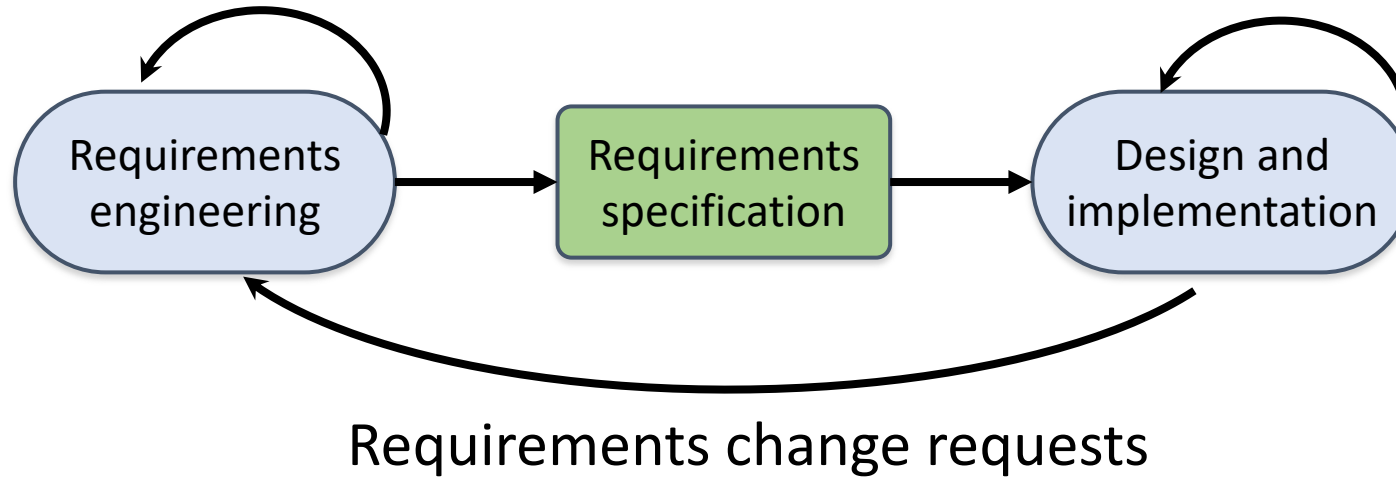 Requirements
engineering
Requirements
specification
Design and
implementation
Requirements change requests